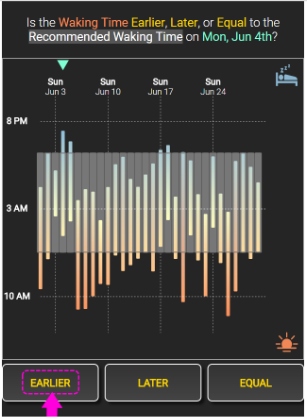 Is the Waking Time Earlier, Later, or Equal to the
Recommended Waking Time on Mon, Jun 4th?
Sun Sun Sun Sun
Jun 3 Jun 10 Jun 17 Jun 24
8 PM
3 AM
10 AM
EARLIER LATER EQUAL